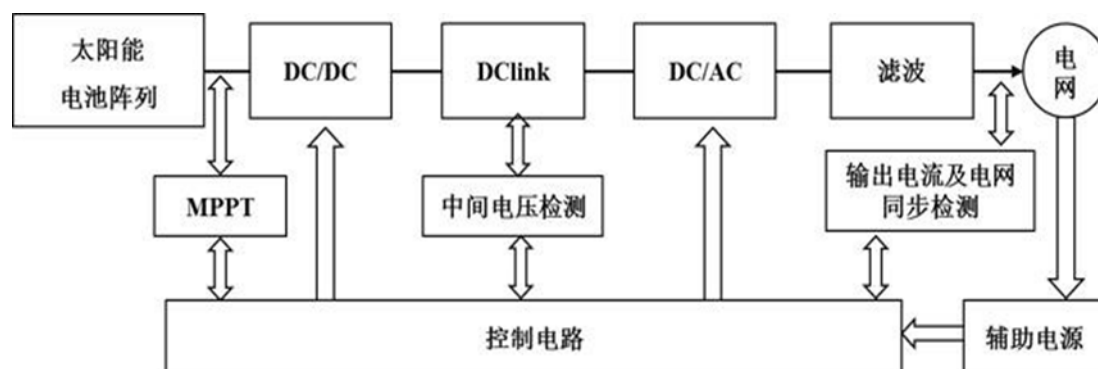 太阳能
电池阵列
DC/DC
DClink
DC/AC
滤波
电
网
MPPT
中间电压检测
输出电流及电网
同步检测
控制电路
辅助电源